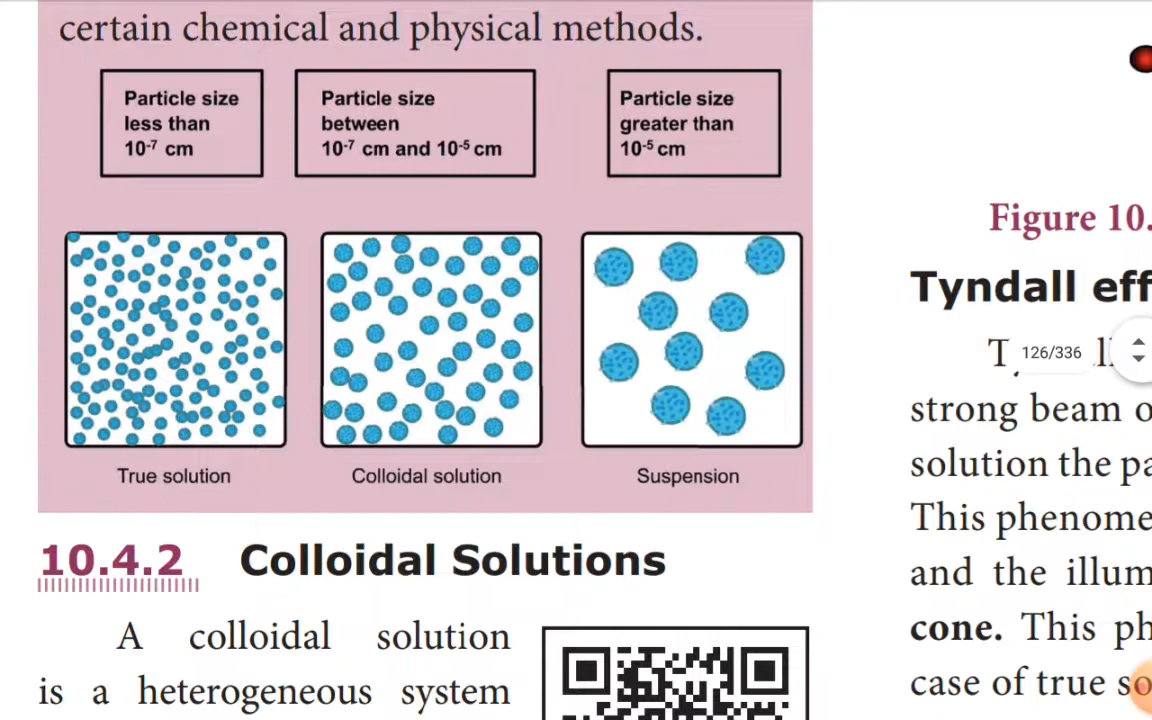 certain chemical and physical methods.
Particle size
less than
10⁻⁷ cm
Particle size
between
10⁻⁷ cm and 10⁻⁵ cm
Particle size
greater than
10⁻⁵ cm
True solution
Colloidal solution
Suspension
10.4.2 Colloidal Solutions
A colloidal solution
is a heterogeneous system
Figure 10.
Tyndall eff
126/336
strong beam o
solution the pa
This phenome
and the illum
cone. This ph
case of true so